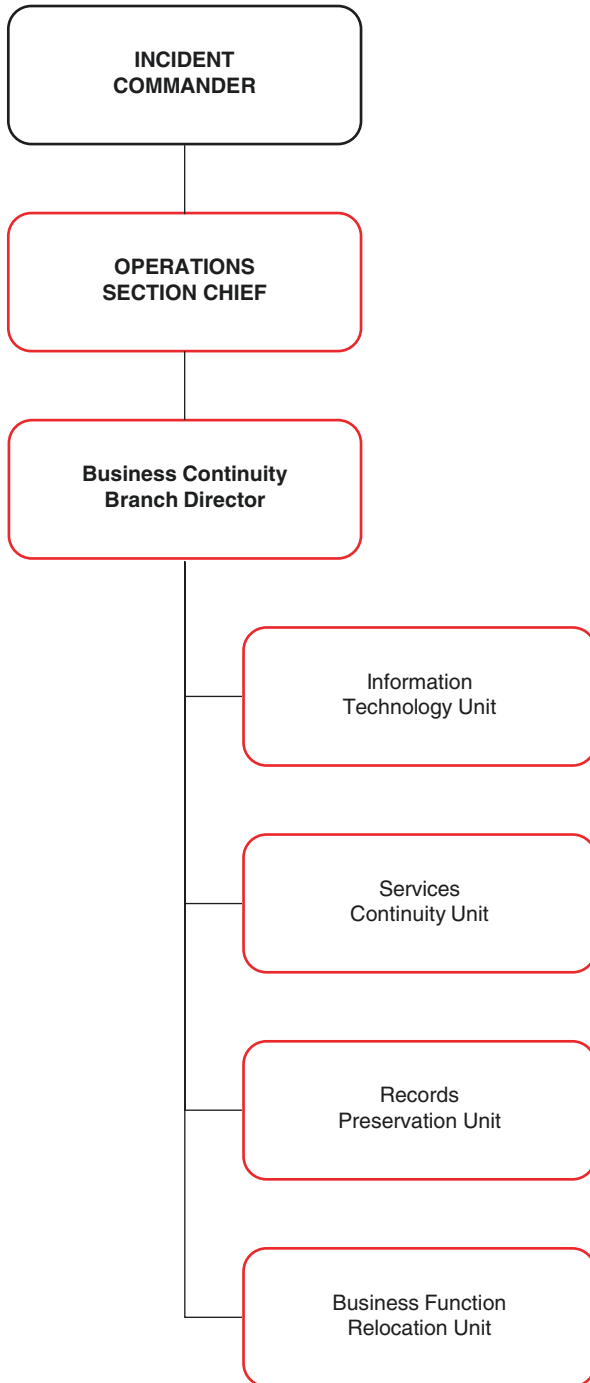 INCIDENT
COMMANDER
OPERATIONS
SECTION CHIEF
Business Continuity
Branch Director
Information
Technology Unit
Services
Continuity Unit
Records
Preservation Unit
Business Function
Relocation Unit